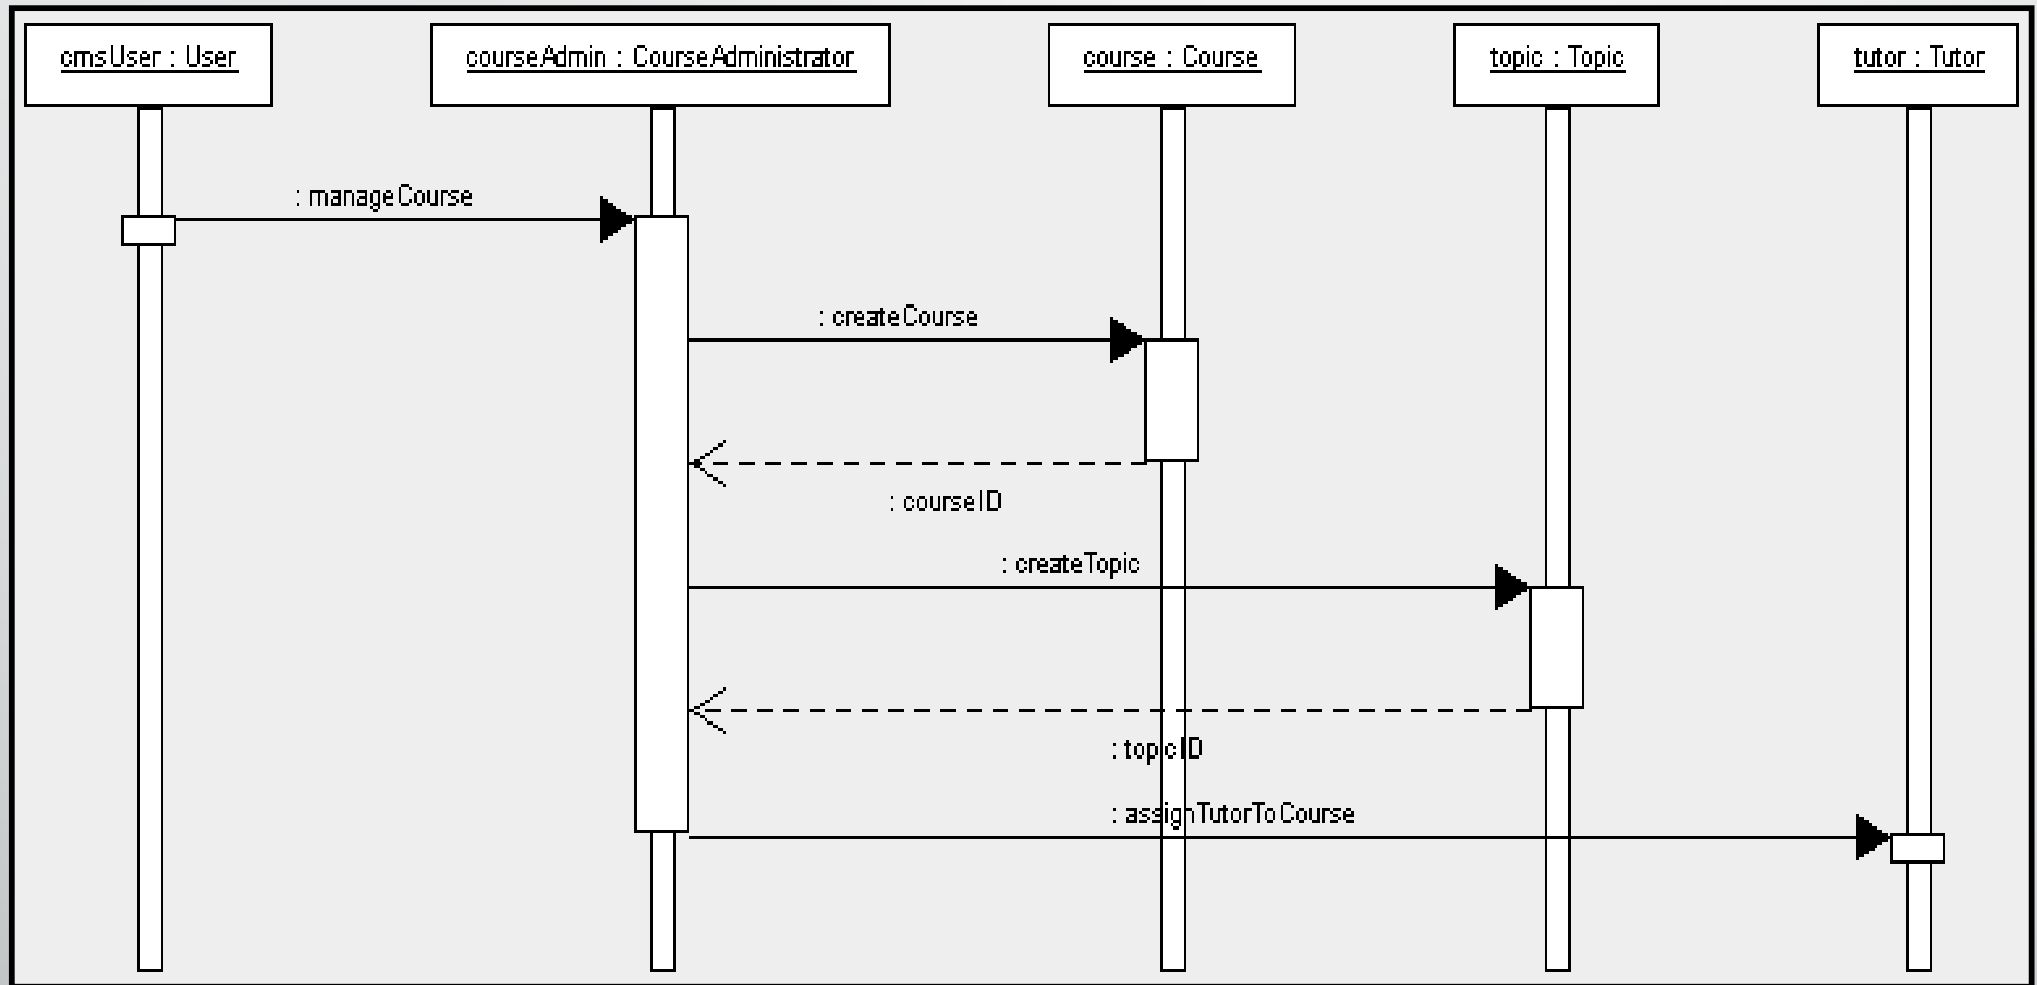 cmsUser : User
courseAdmin : CourseAdministrator
course : Course
topic : Topic
tutor : Tutor
: manageCourse
: createCourse
: courseID
: createTopic
: topicID
: assignTutorToCourse